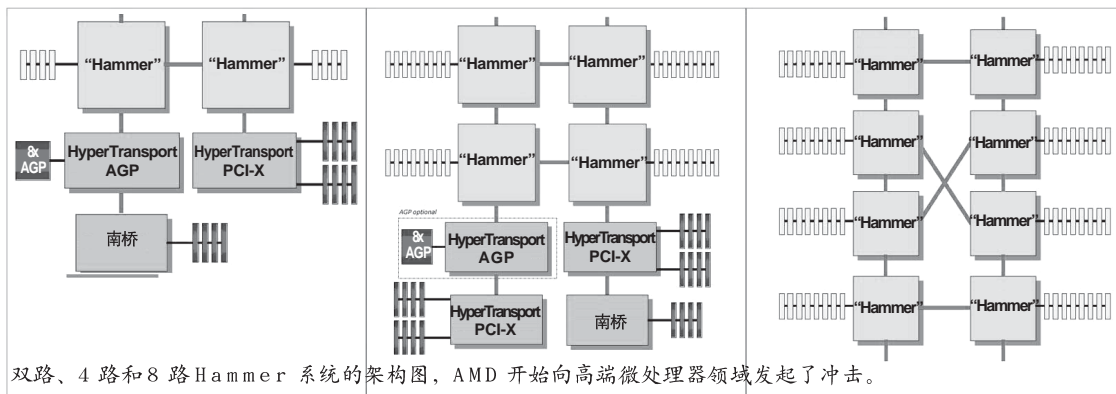 “Hammer” “Hammer”
8x
AGP
HyperTransport
AGP
HyperTransport
PCI-X
南桥
“Hammer” “Hammer”
“Hammer” “Hammer”
AGP optional
8x
AGP
HyperTransport
AGP
HyperTransport
PCI-X
HyperTransport
PCI-X
南桥
“Hammer” “Hammer”
“Hammer” “Hammer”
“Hammer” “Hammer”
“Hammer” “Hammer”
双路、4 路和8 路Hammer 系统的架构图，AMD 开始向高端微处理器领域发起了冲击。